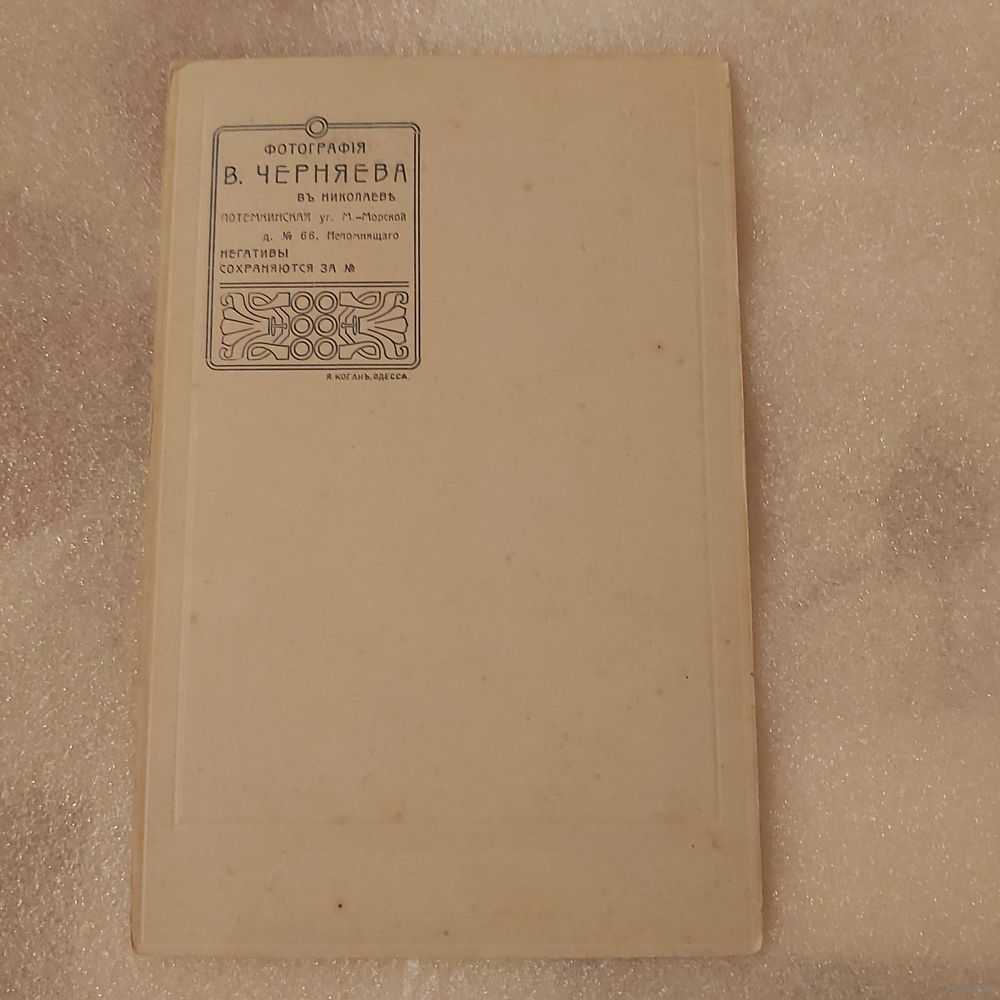 ФОТОГРАФІЯ
В. ЧЕРНЯЕВА
ВЪ НИКОЛАЕВѢ
ПОТЕМКИНСКАЯ уг. М.-Морской
д. № 66, Непомнящаго
НЕГАТИВЫ
СОХРАНЯЮТСЯ ЗА №
Я. КОГАНЪ, ОДЕССА.